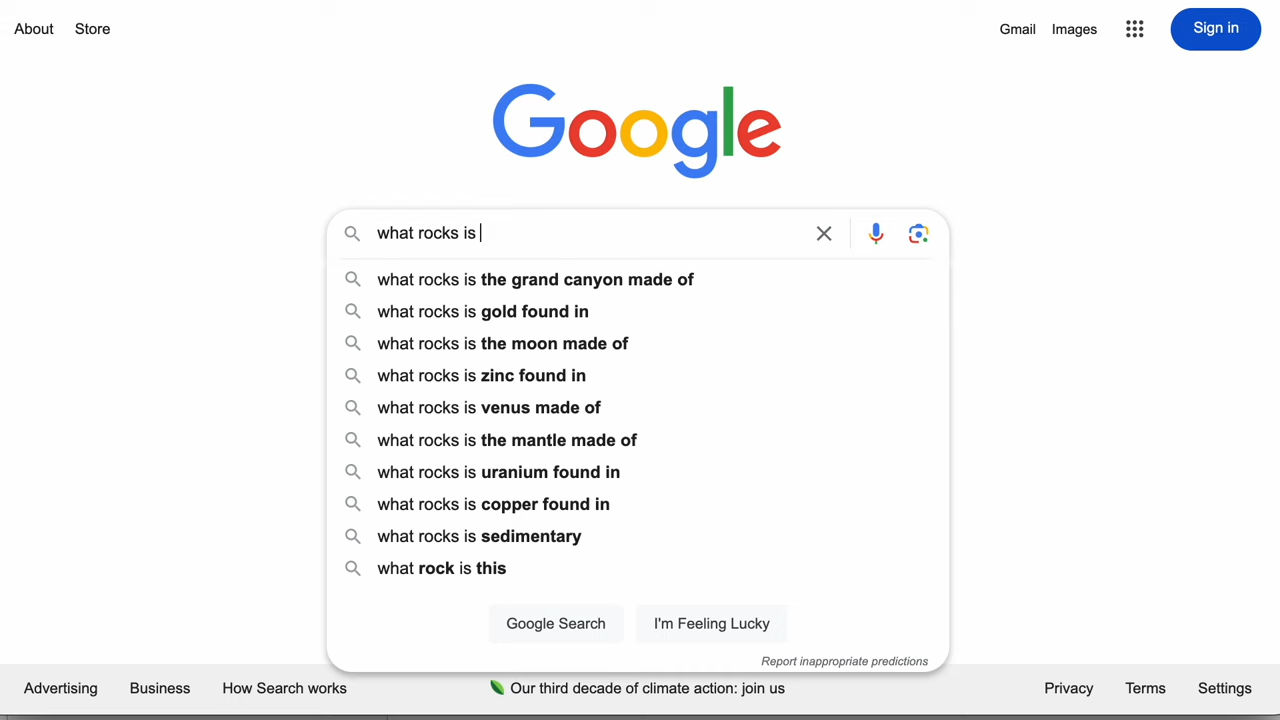 About Store
Gmail Images
Sign in
Google
what rocks is
what rocks is the grand canyon made of
what rocks is gold found in
what rocks is the moon made of
what rocks is zinc found in
what rocks is venus made of
what rocks is the mantle made of
what rocks is uranium found in
what rocks is copper found in
what rocks is sedimentary
what rock is this
Google Search I'm Feeling Lucky
Report inappropriate predictions
Advertising Business How Search works Our third decade of climate action: join us Privacy Terms Settings